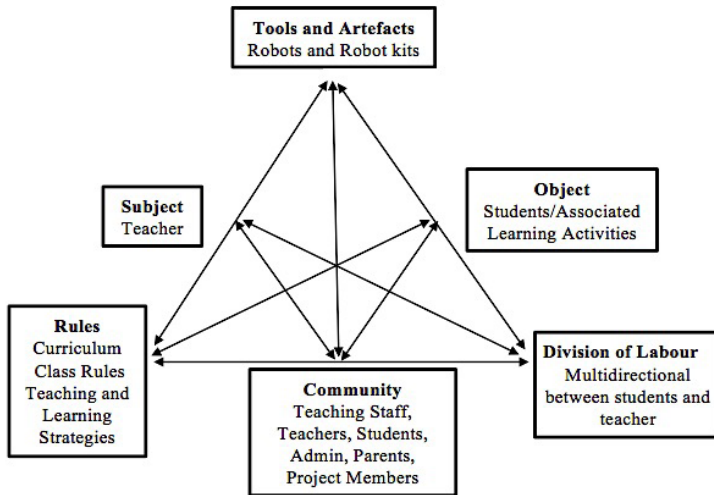 Tools and Artefacts
Robots and Robot kits
Subject
Teacher
Object
Students/Associated
Learning Activities
Rules
Curriculum
Class Rules
Teaching and
Learning
Strategies
Community
Teaching Staff,
Teachers, Students,
Admin, Parents,
Project Members
Division of Labour
Multidirectional
between students and
teacher